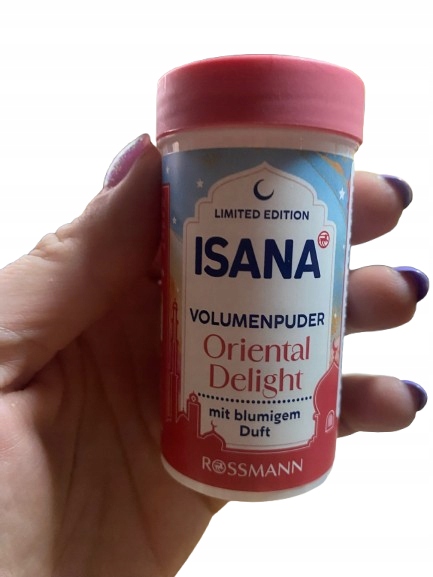 LIMITED EDITION
ISANA
VOLUMENPUDER
Oriental
Delight
mit blumigem
Duft
ROSSMANN